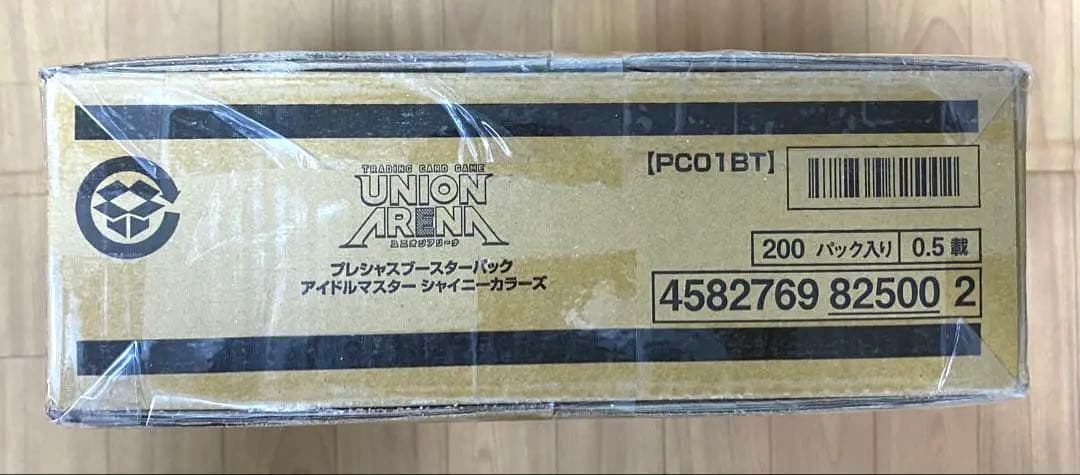 TRADING CARD GAME
UNION
ARENA
ユニオンアリーナ
プレシャスブースターパック
アイドルマスター シャイニーカラーズ
【PC01BT】
200 パック入り 0.5 載
4582769 82500 2